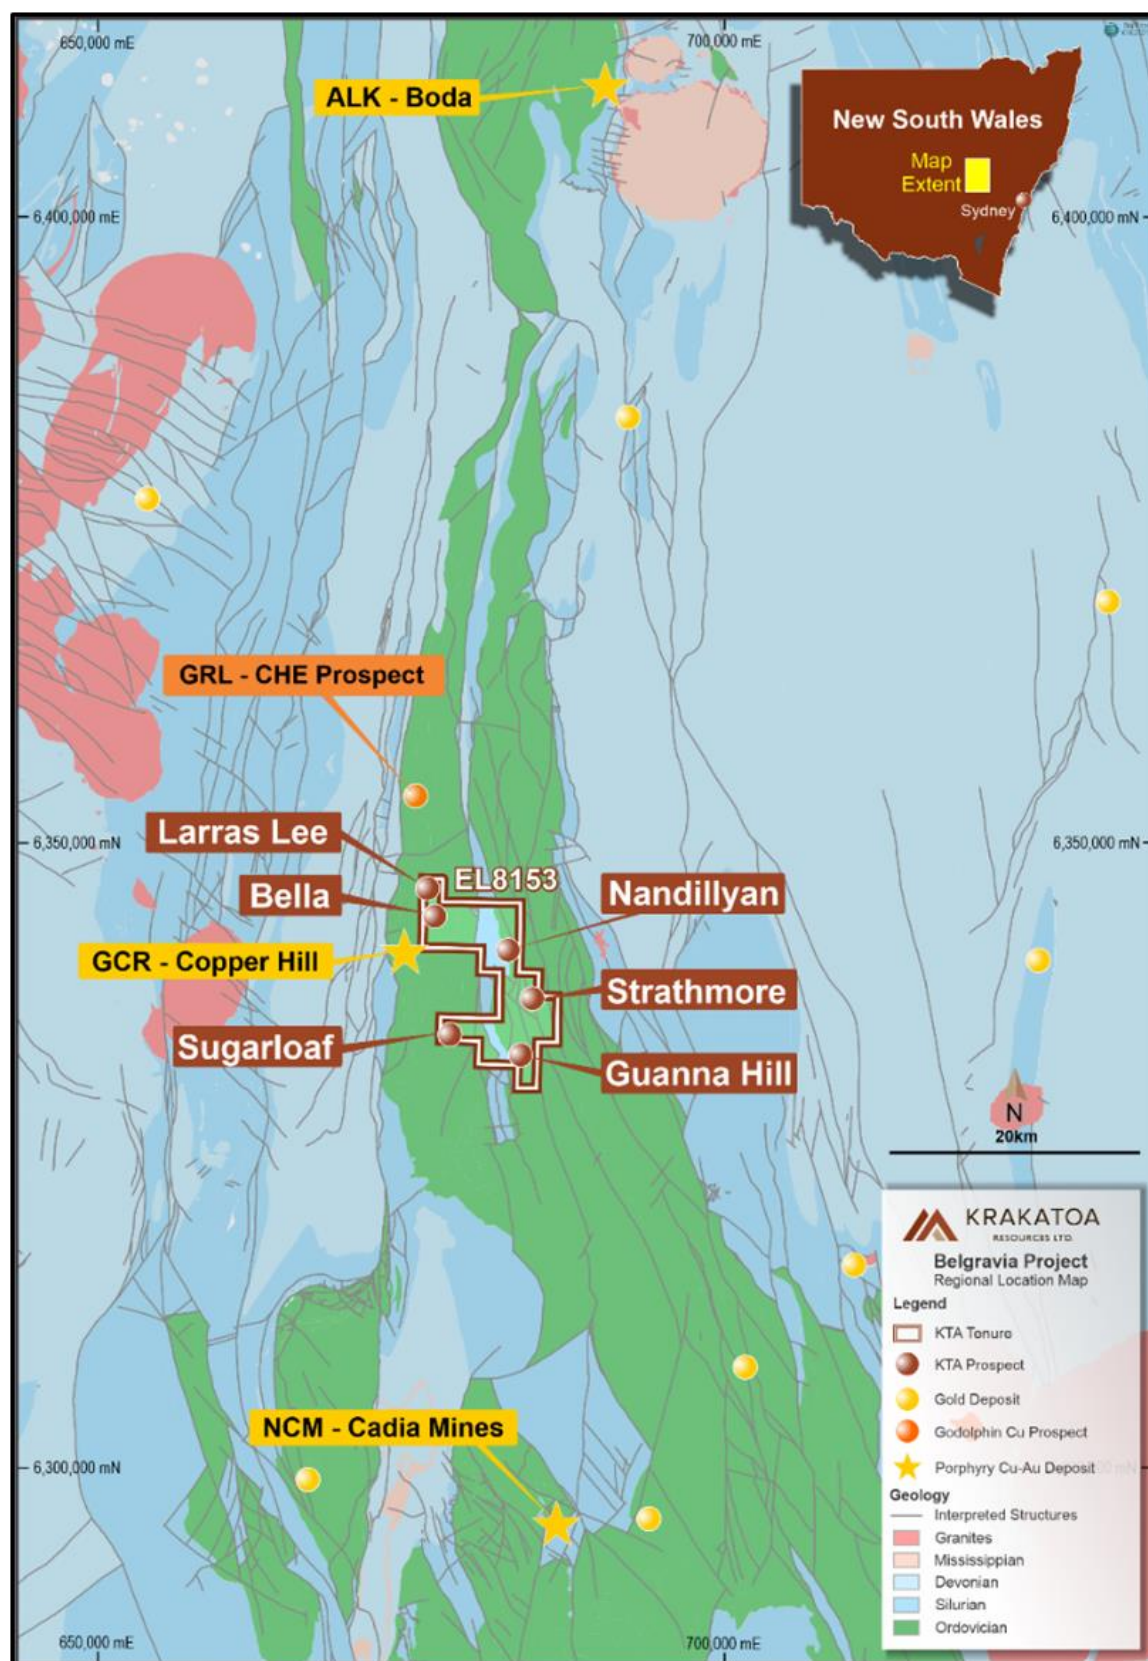 650,000 mE
700,000 mE
ALK - Boda
New South Wales
Map
Extent
Sydney
6,400,000 mE
6,400,000 mN
GRL - CHE Prospect
Larras Lee
6,350,000 mN
6,350,000 mN
EL8153
Bella
Nandillyan
GCR - Copper Hill
Strathmore
Sugarloaf
Guanna Hill
N
20km
KRAKATOA
RESOURCES LTD.
Belgravia Project
Regional Location Map
Legend
KTA Tenure
KTA Prospect
Gold Deposit
Godolphin Cu Prospect
NCM - Cadia Mines
6,300,000 mN
Porphyry Cu-Au Deposit
mN
Geology
Interpreted Structures
Granites
Mississippian
Devonian
Silurian
Ordovician
650,000 mE
700,000 mE